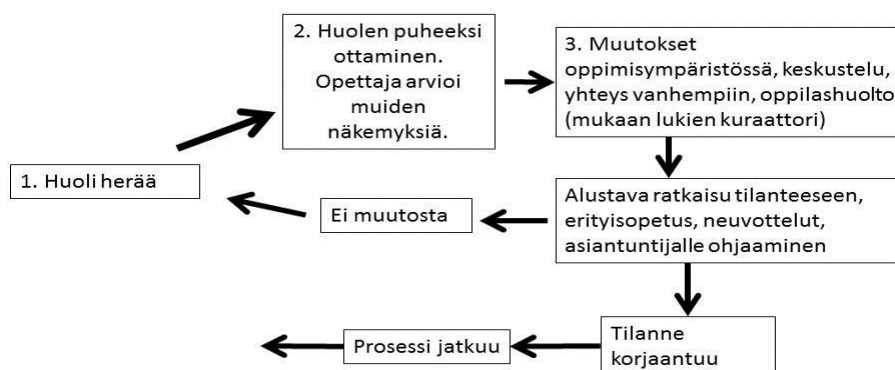 2. Huolen puheeksi
ottaminen.
Opettaja arvioi
muiden
näkemyksiä.
3. Muutokset
oppimisympäristössä, keskustelu,
yhteys vanhempiin, oppilashuolto
(mukaan lukien kuraattori)
1. Huoli herää
Ei muutosta
Alustava ratkaisu tilanteeseen,
erityisopetus, neuvottelut,
asiantuntijalle ohjaaminen
Prosessi jatkuu
Tilanne
korjaantuu